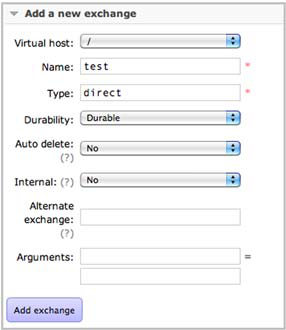 Add a new exchange
Virtual host: /
Name: test *
Type: direct *
Durability: Durable
Auto delete: No
(?)
Internal: (?) No
Alternate
exchange:
(?)
Arguments: =
Add exchange